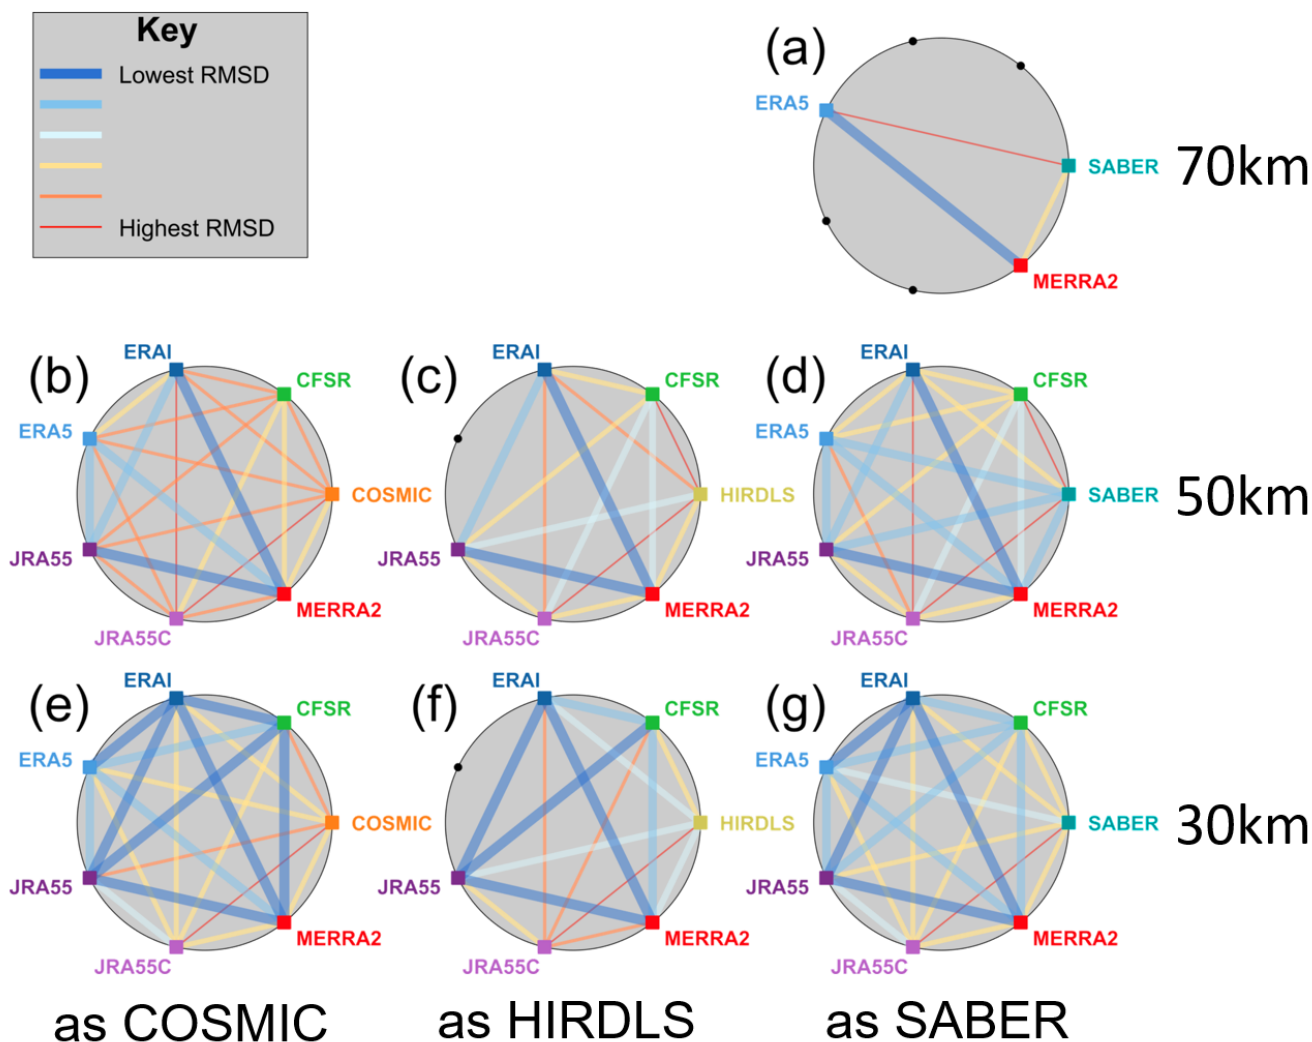 Key
Lowest RMSD
Highest RMSD
(a)
ERA5
SABER
MERRA2
70km
(b)
ERAI
CFSR
ERA5
COSMIC
JRA55
MERRA2
JRA55C
(c)
ERAI
CFSR
HIRDLS
JRA55
MERRA2
JRA55C
(d)
ERAI
CFSR
ERA5
SABER
JRA55
MERRA2
JRA55C
50km
(e)
ERAI
CFSR
ERA5
COSMIC
JRA55
MERRA2
JRA55C
(f)
ERAI
CFSR
HIRDLS
JRA55
MERRA2
JRA55C
(g)
ERAI
CFSR
ERA5
SABER
JRA55
MERRA2
JRA55C
30km
as COSMIC
as HIRDLS
as SABER